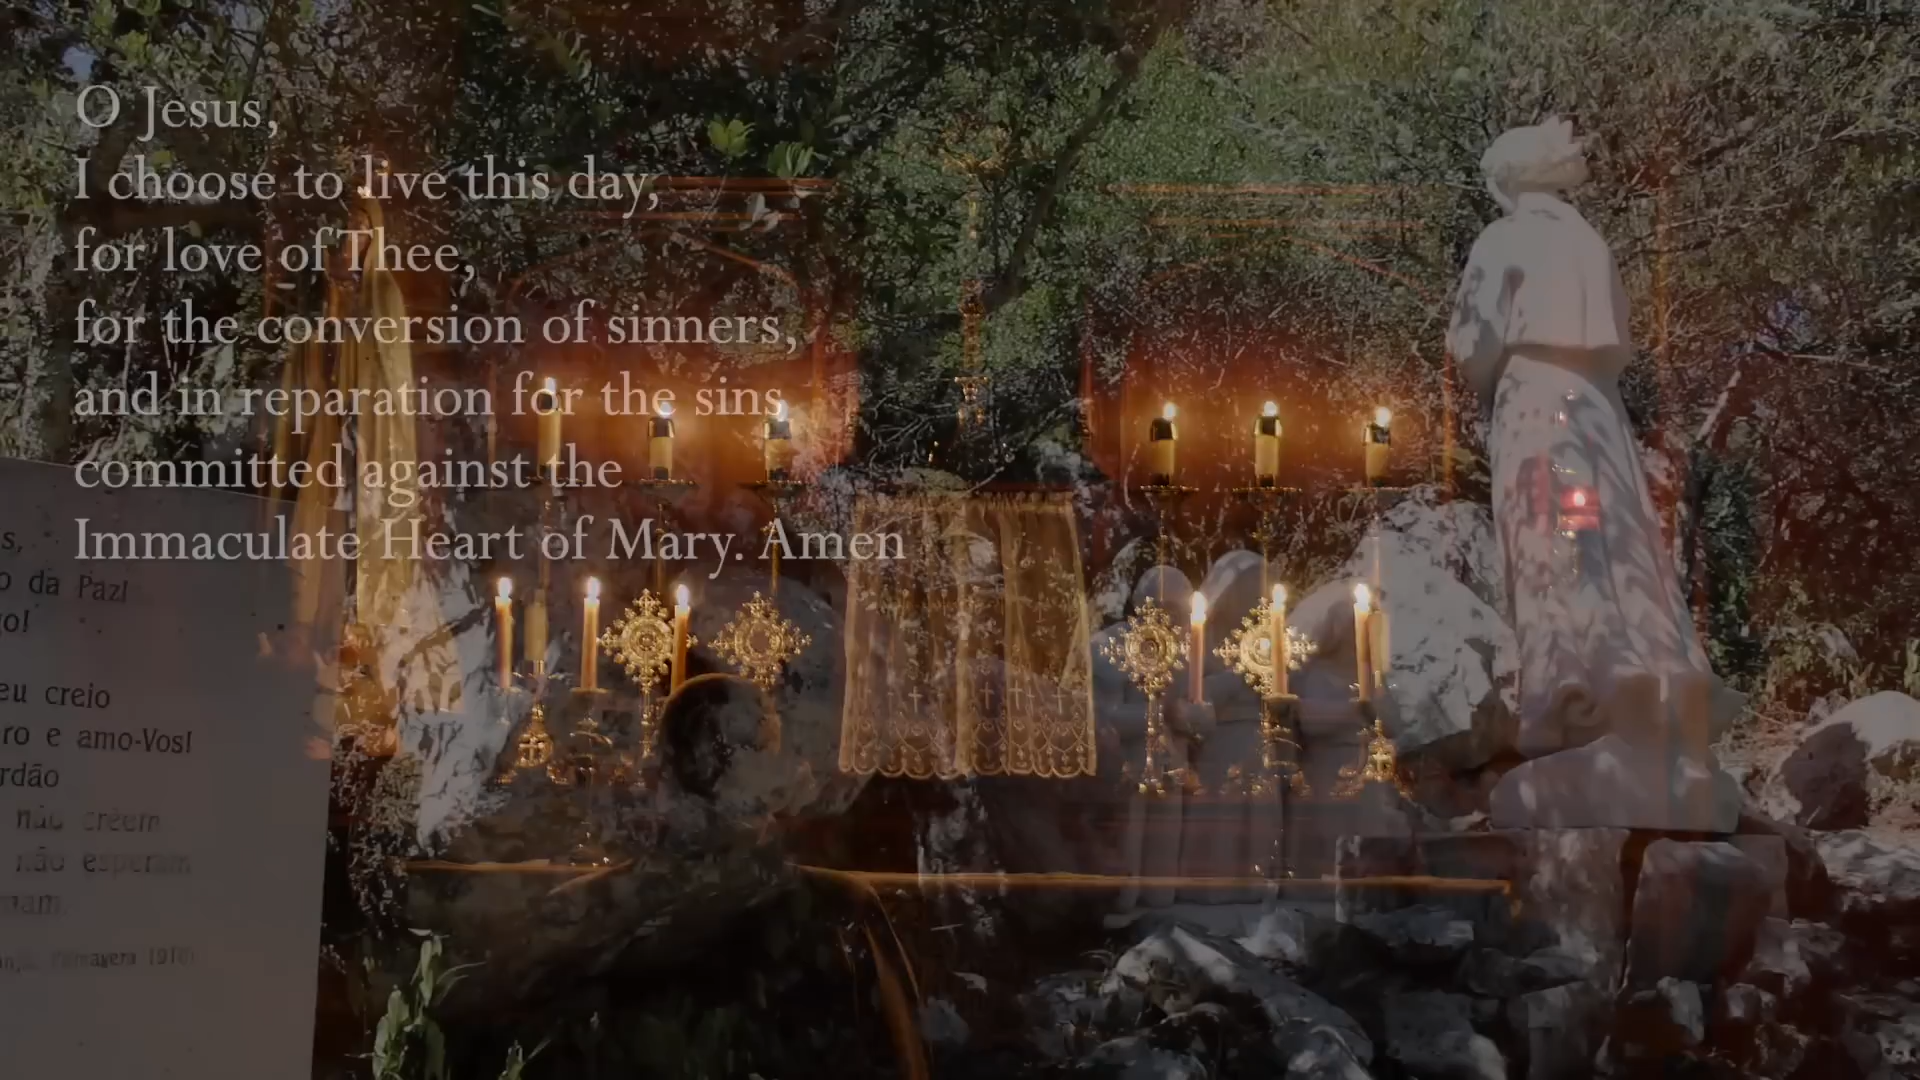 O Jesus,
I choose to live this day,
for love of Thee,
for the conversion of sinners,
and in reparation for the sins
committed against the
Immaculate Heart of Mary. Amen
s,
o da Paz!
go!
eu creio
ro e amo-Vos!
rdão
não crêem
não esperam
mam.